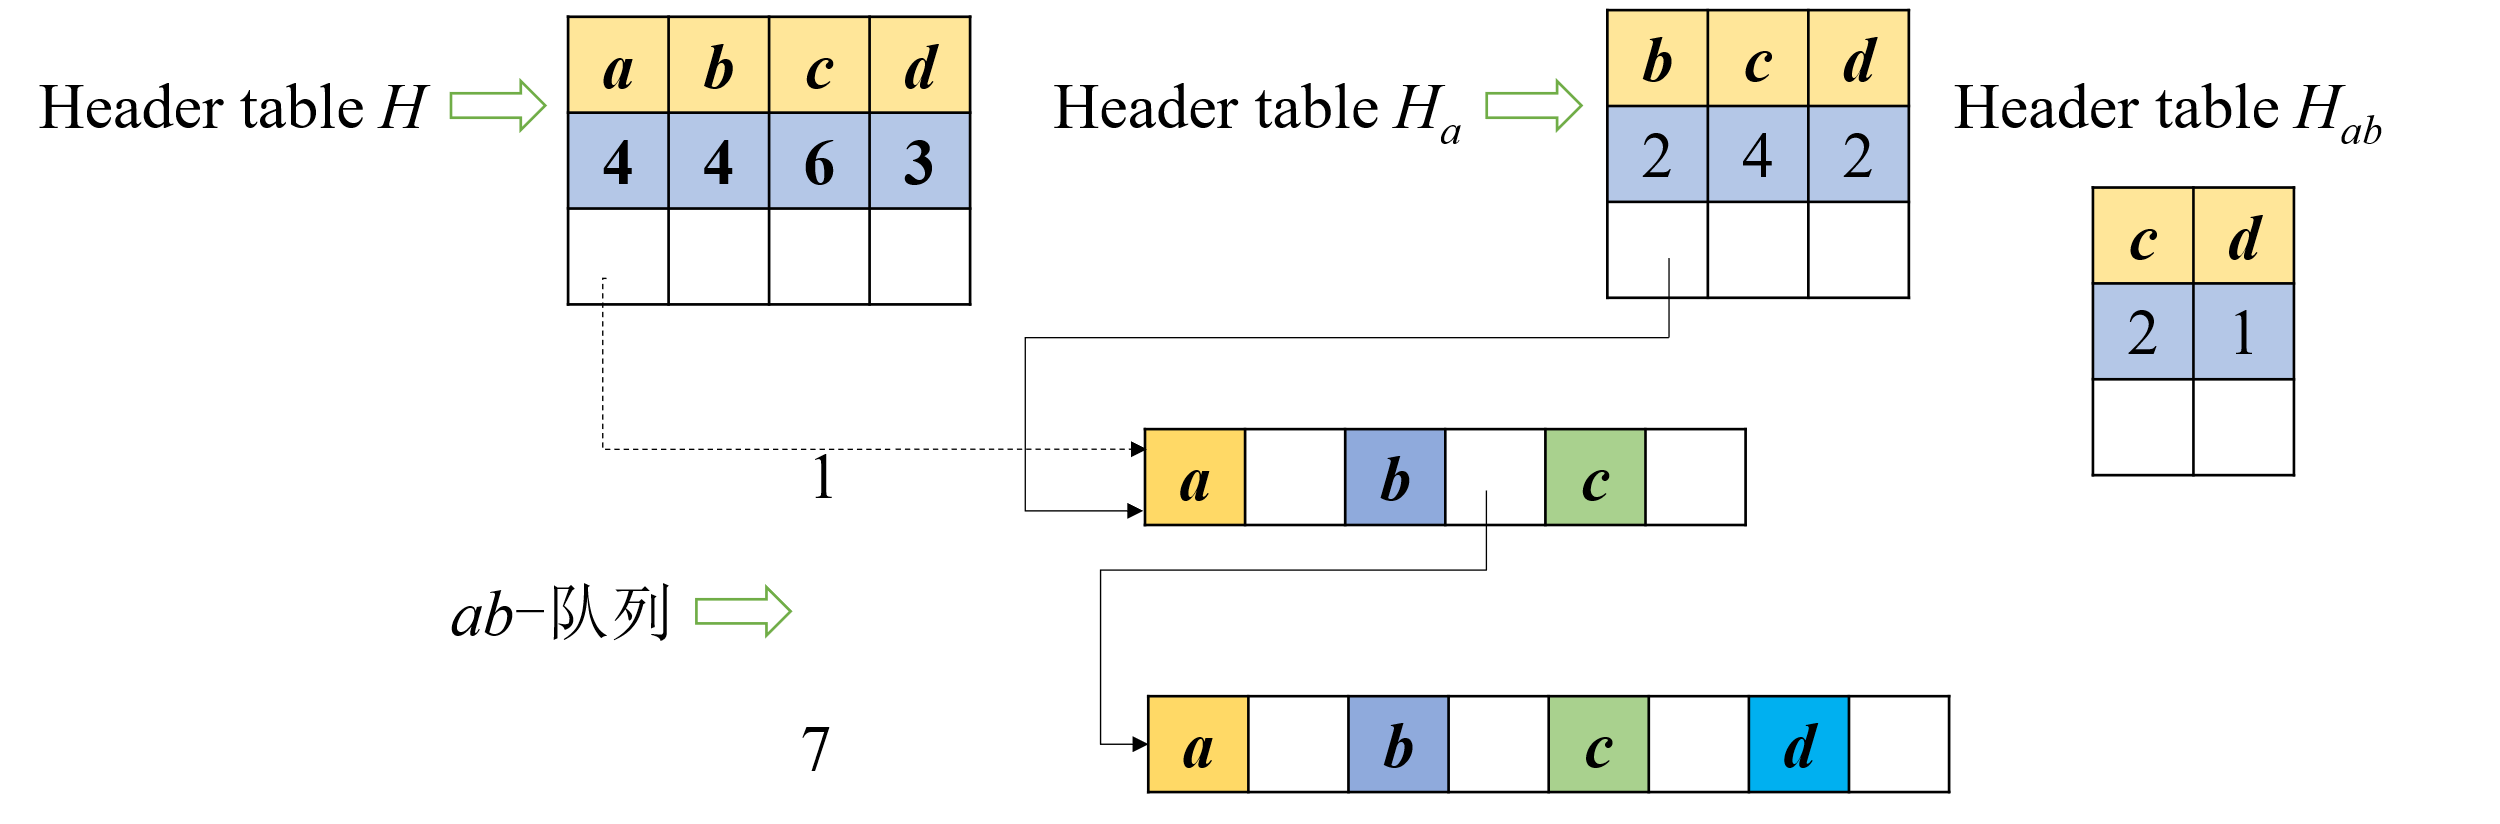 Header table H
a b c d
4 4 6 3
Header table Ha
b c d
2 4 2
Header table Hab
c d
2 1
1
a b c
ab－队列
7
a b c d